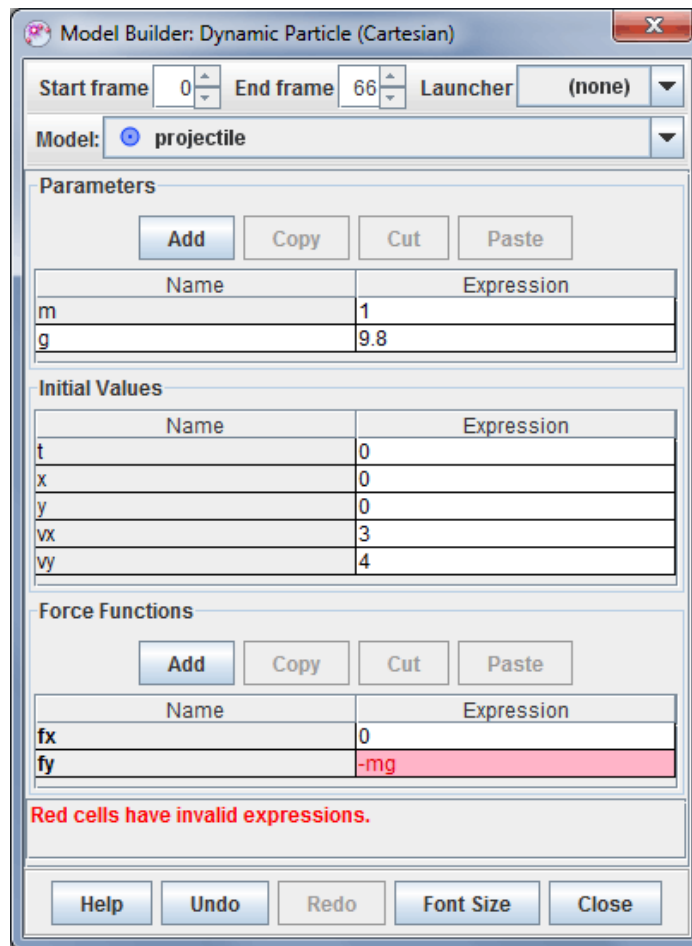 Model Builder: Dynamic Particle (Cartesian)
Start frame 0 End frame 66 Launcher (none)
Model: projectile
Parameters
Add Copy Cut Paste
Name Expression
m 1
g 9.8
Initial Values
Name Expression
t 0
x 0
y 0
vx 3
vy 4
Force Functions
Add Copy Cut Paste
Name Expression
fx 0
fy -mg
Red cells have invalid expressions.
Help Undo Redo Font Size Close